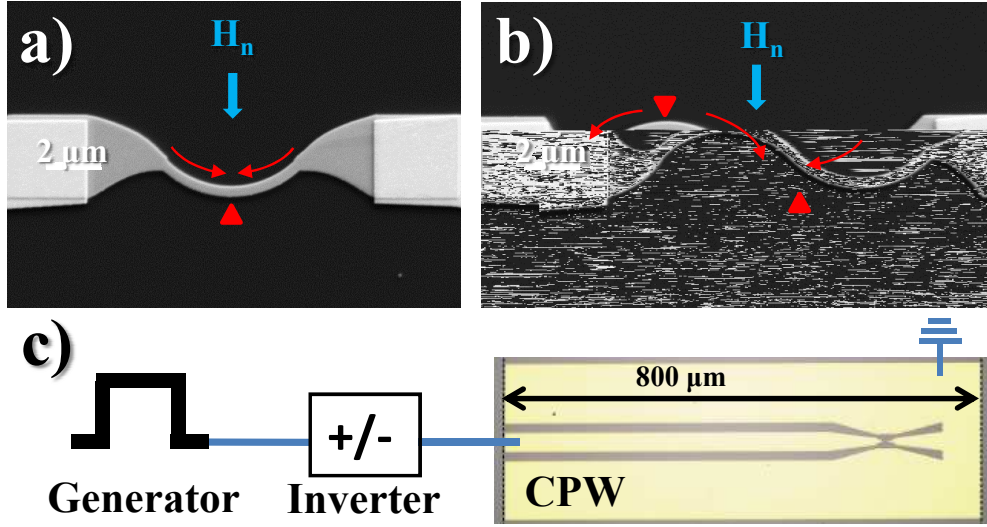 a)
Hn
2 µm
b)
Hn
2 µm
c)
800 µm
+/-
CPW
Generator
Inverter